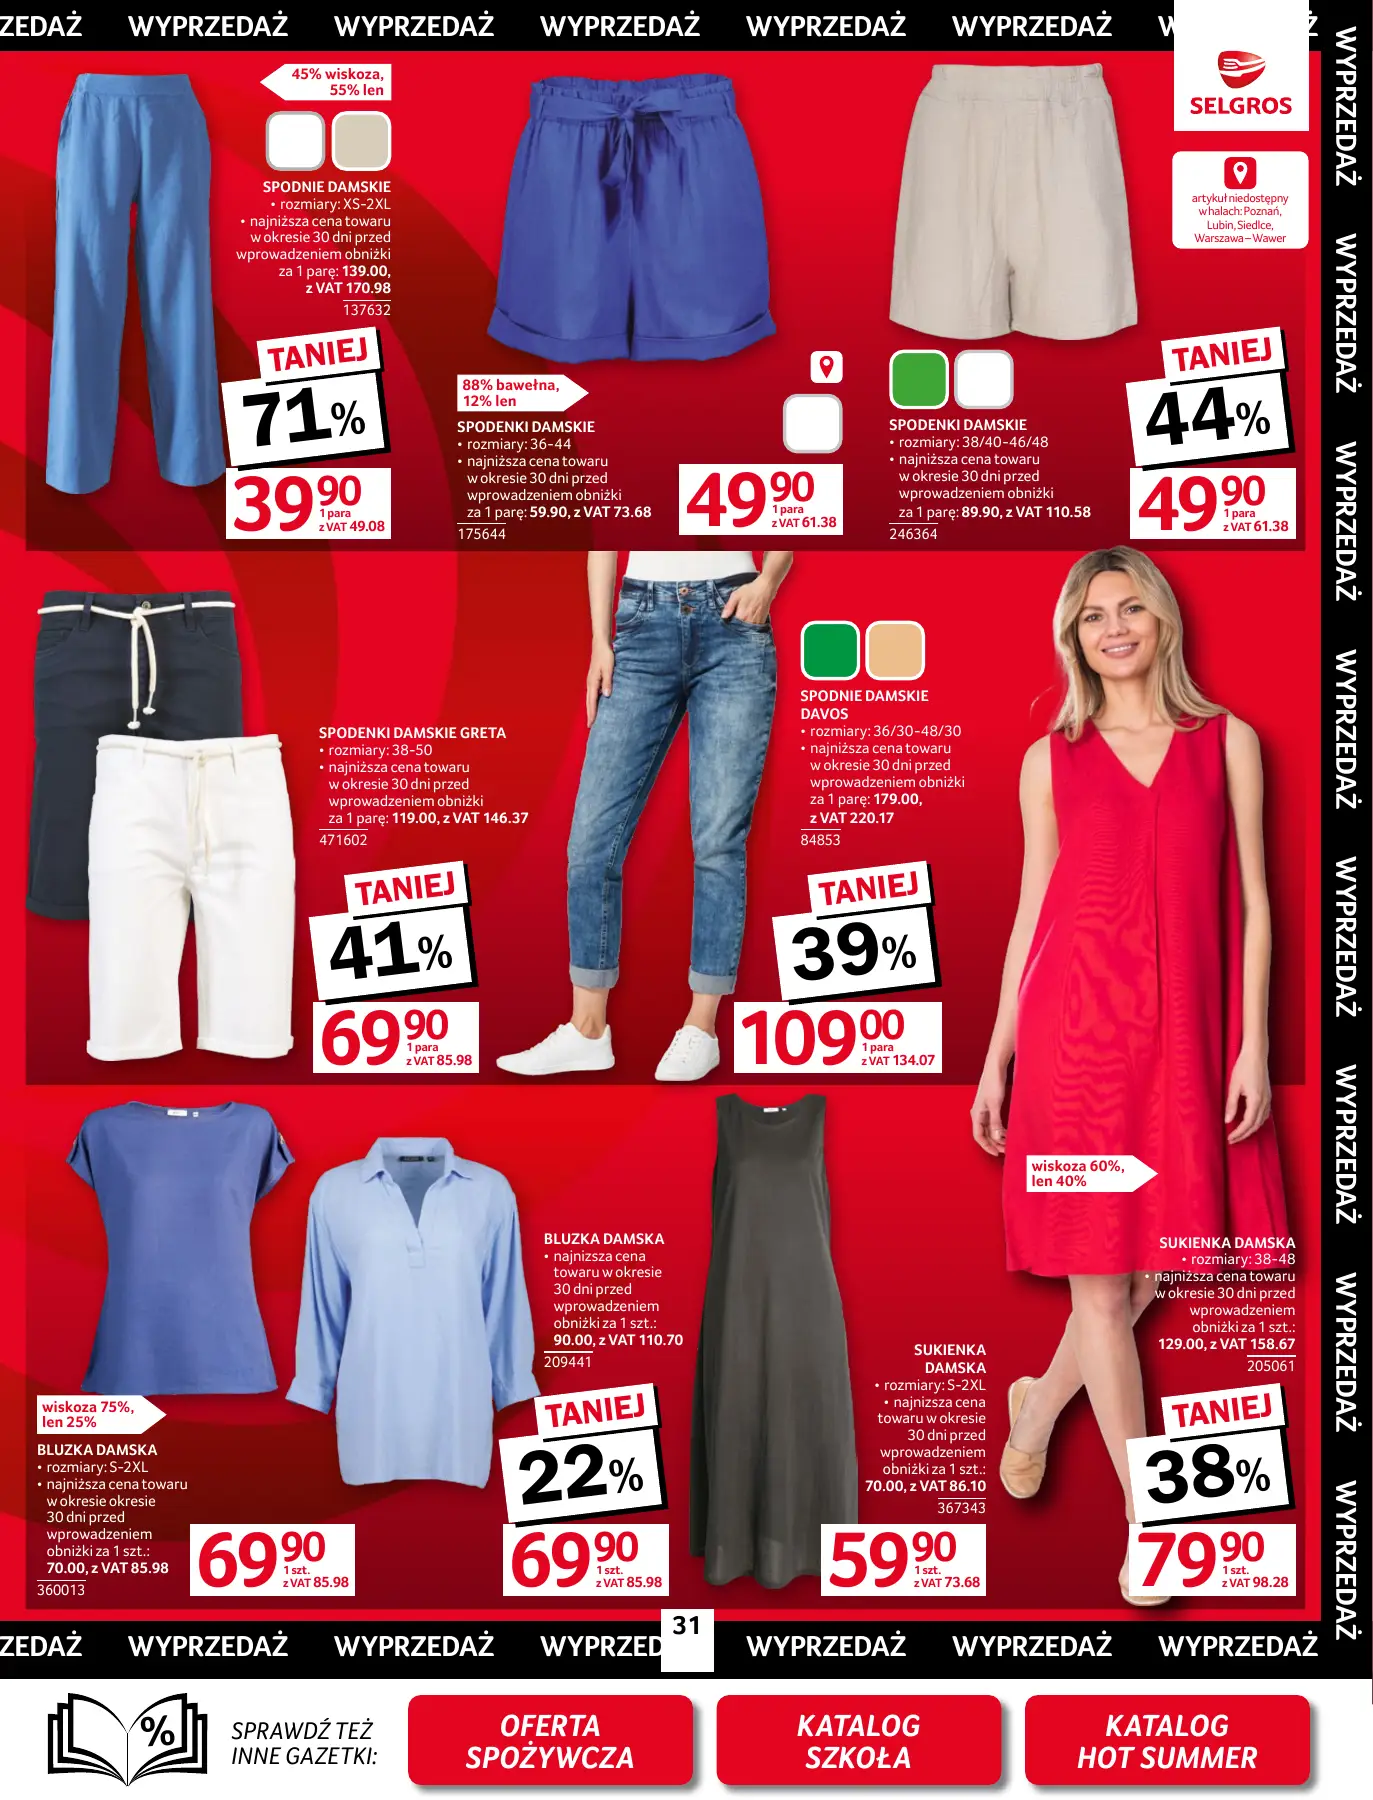 ZEDAŻ WYPRZEDAŻ WYPRZEDAŻ WYPRZEDAŻ WYPRZEDAŻ WYPRZEDAŻ
SELGROS
artykuł niedostępny
w halach: Poznań,
Lubin, Siedlce,
Warszawa – Wawer
45% wiskoza,
55% len
SPODNIE DAMSKIE
• rozmiary: XS-2XL
• najniższa cena towaru
w okresie 30 dni przed
wprowadzeniem obniżki
za 1 parę: 139.00,
z VAT 170.98
137632
TANIEJ
71%
39 90
1 para
z VAT 49.08
88% bawełna,
12% len
SPODENKI DAMSKIE
• rozmiary: 36-44
• najniższa cena towaru
w okresie 30 dni przed
wprowadzeniem obniżki
za 1 parę: 59.90, z VAT 73.68
175644
49 90
1 para
z VAT 61.38
SPODENKI DAMSKIE
• rozmiary: 38/40-46/48
• najniższa cena towaru
w okresie 30 dni przed
wprowadzeniem obniżki
za 1 parę: 89.90, z VAT 110.58
246364
TANIEJ
44%
49 90
1 para
z VAT 61.38
SPODENKI DAMSKIE GRETA
• rozmiary: 38-50
• najniższa cena towaru
w okresie 30 dni przed
wprowadzeniem obniżki
za 1 parę: 119.00, z VAT 146.37
471602
TANIEJ
41%
69 90
1 para
z VAT 85.98
SPODNIE DAMSKIE
DAVOS
• rozmiary: 36/30-48/30
• najniższa cena towaru
w okresie 30 dni przed
wprowadzeniem obniżki
za 1 parę: 179.00,
z VAT 220.17
84853
TANIEJ
39%
109 00
1 para
z VAT 134.07
wiskoza 75%,
len 25%
BLUZKA DAMSKA
• rozmiary: S-2XL
• najniższa cena towaru
w okresie okresie
30 dni przed
wprowadzeniem
obniżki za 1 szt.:
70.00, z VAT 85.98
360013
69 90
1 szt.
z VAT 85.98
BLUZKA DAMSKA
• najnizsza cena
towaru w okresie
30 dni przed
wprowadzeniem
obniżki za 1 szt.:
90.00, z VAT 110.70
209441
TANIEJ
22%
69 90
1 szt.
z VAT 85.98
SUKIENKA
DAMSKA
• rozmiary: S-2XL
• najnizsza cena
towaru w okresie
30 dni przed
wprowadzeniem
obniżki za 1 szt.:
70.00, z VAT 86.10
367343
59 90
1 szt.
z VAT 73.68
wiskoza 60%,
len 40%
SUKIENKA DAMSKA
• rozmiary: 38-48
• najniższa cena towaru
w okresie 30 dni przed
wprowadzeniem
obniżki za 1 szt.:
129.00, z VAT 158.67
205061
TANIEJ
38%
79 90
1 szt.
z VAT 98.28
WYPRZEDAŻ
WYPRZEDAŻ
WYPRZEDAŻ
WYPRZEDAŻ
WYPRZEDAŻ
WYPRZEDAŻ
WYPRZEDAŻ
WYPRZEDAŻ
31
ZEDAŻ WYPRZEDAŻ WYPRZEDAŻ WYPRZED WYPRZEDAŻ WYPRZEDAŻ WYPRZEDAŻ
%
SPRAWDŹ TEŻ
INNE GAZETKI:
OFERTA
SPOŻYWCZA
KATALOG
SZKOŁA
KATALOG
HOT SUMMER